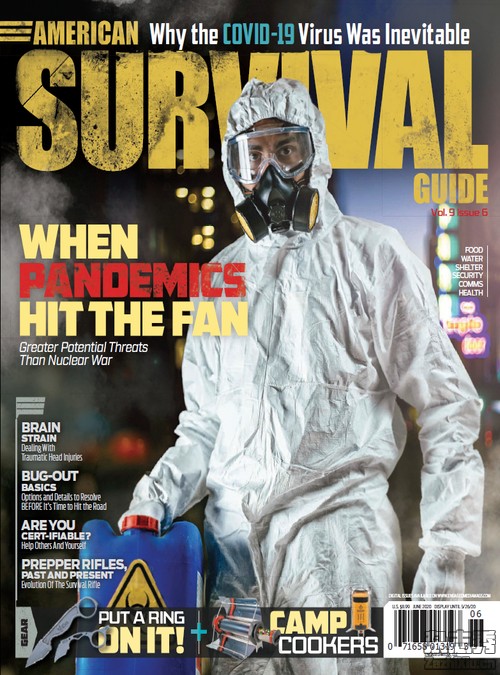 AMERICAN Why the COVID-19 Virus Was Inevitable
SURVIVAL
GUIDE
Vol. 9 Issue 6
WHEN
PANDEMICS
HIT THE FAN
Greater Potential Threats
Than Nuclear War
FOOD
WATER
SHELTER
SECURITY
COMMS
HEALTH
BRAIN
STRAIN
Dealing With
Traumatic Head Injuries
BUG-OUT
BASICS
Options and Details to Resolve
BEFORE It's Time to Hit the Road
ARE YOU
CERT-IFIABLE?
Help Others And Yourself
PREPPER RIFLES,
PAST AND PRESENT
Evolution Of The Survival Rifle
GEAR
PUT A RING
ON IT!
+
CAMP
COOKERS
JUNE 2020
06